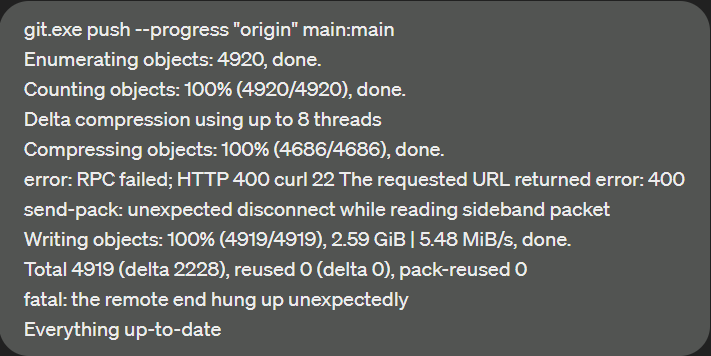 git.exe push --progress "origin" main:main
Enumerating objects: 4920, done.
Counting objects: 100% (4920/4920), done.
Delta compression using up to 8 threads
Compressing objects: 100% (4686/4686), done.
error: RPC failed; HTTP 400 curl 22 The requested URL returned error: 400
send-pack: unexpected disconnect while reading sideband packet
Writing objects: 100% (4919/4919), 2.59 GiB | 5.48 MiB/s, done.
Total 4919 (delta 2228), reused 0 (delta 0), pack-reused 0
fatal: the remote end hung up unexpectedly
Everything up-to-date